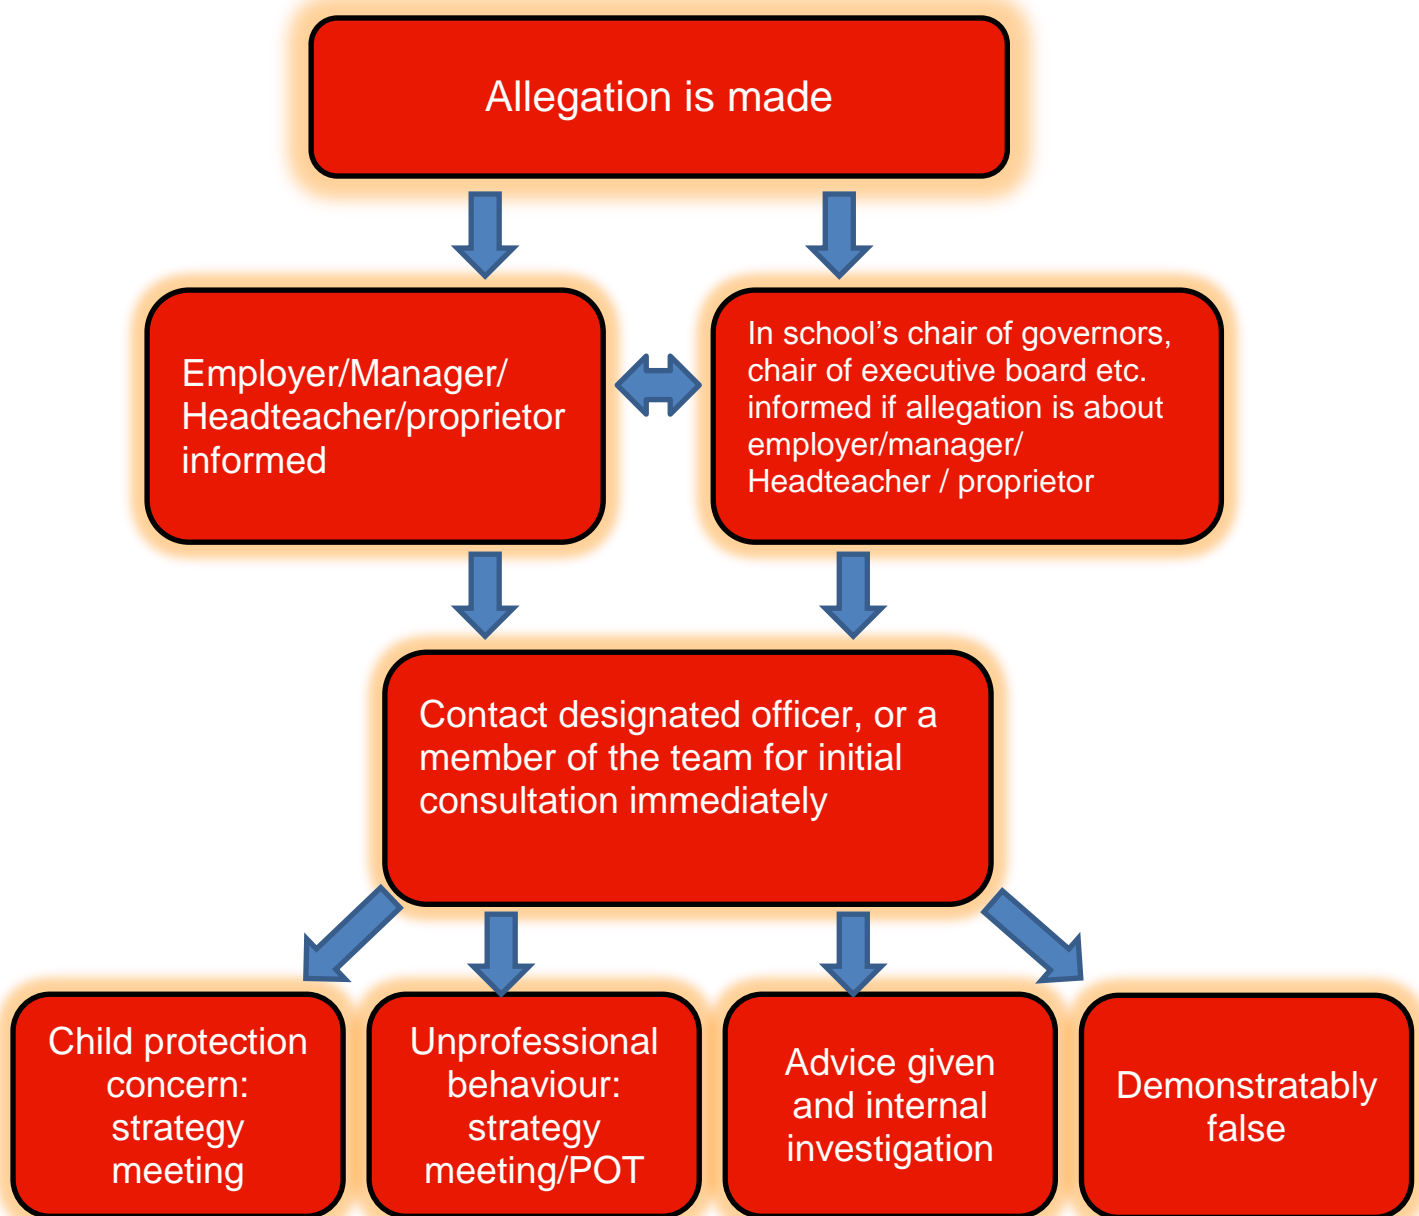 Allegation is made
Employer/Manager/
Headteacher/proprietor
informed
In school’s chair of governors,
chair of executive board etc.
informed if allegation is about
employer/manager/
Headteacher / proprietor
Contact designated officer, or a
member of the team for initial
consultation immediately
Child protection
concern:
strategy
meeting
Unprofessional
behaviour:
strategy
meeting/POT
Advice given
and internal
investigation
Demonstratably
false